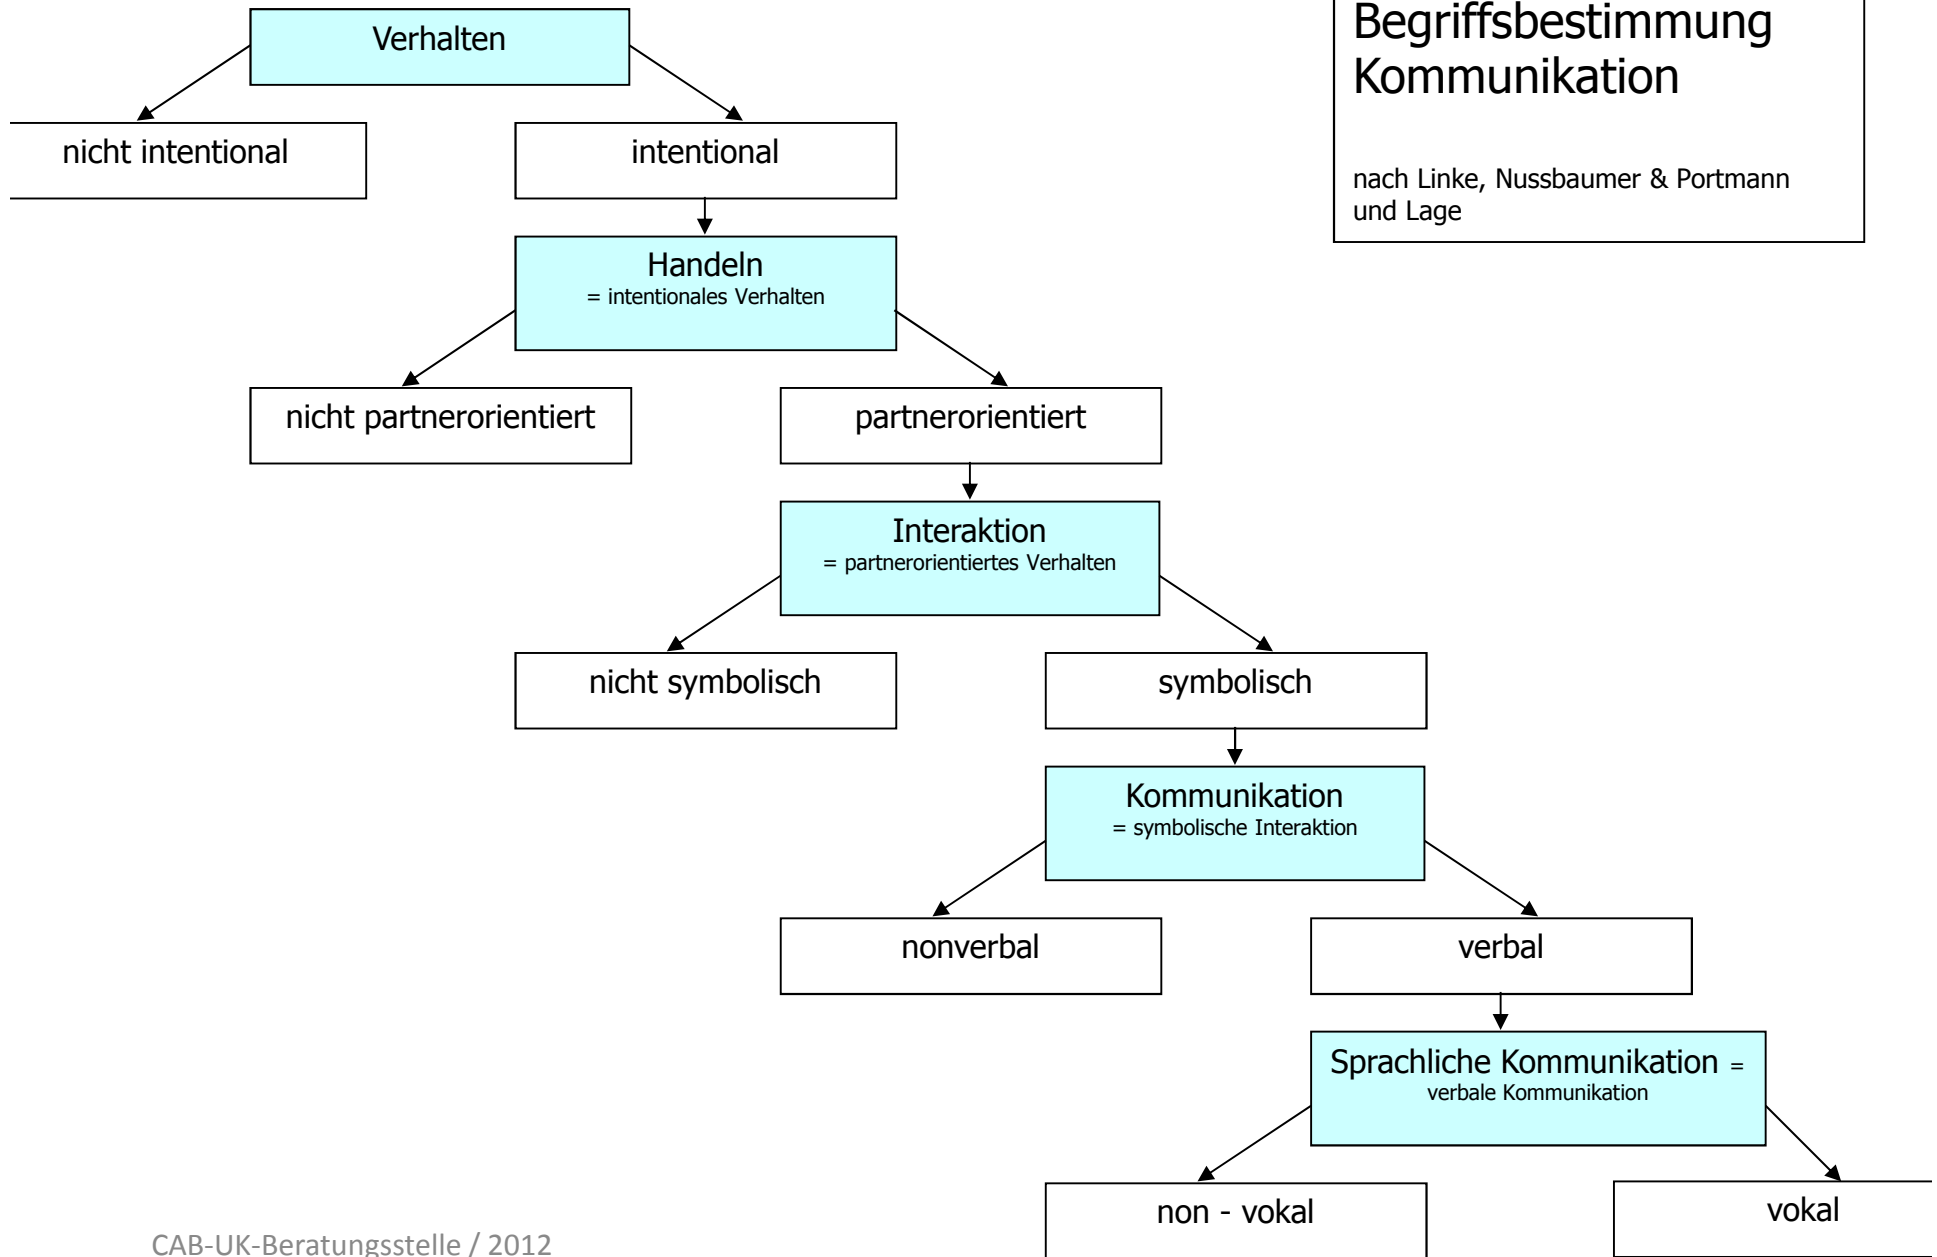 Begriffsbestimmung
Kommunikation
nach Linke, Nussbaumer & Portmann
und Lage
Verhalten
nicht intentional
intentional
Handeln
= intentionales Verhalten
nicht partnerorientiert
partnerorientiert
Interaktion
= partnerorientiertes Verhalten
nicht symbolisch
symbolisch
Kommunikation
= symbolische Interaktion
nonverbal
verbal
Sprachliche Kommunikation =
verbale Kommunikation
non - vokal
vokal
CAB-UK-Beratungsstelle / 2012